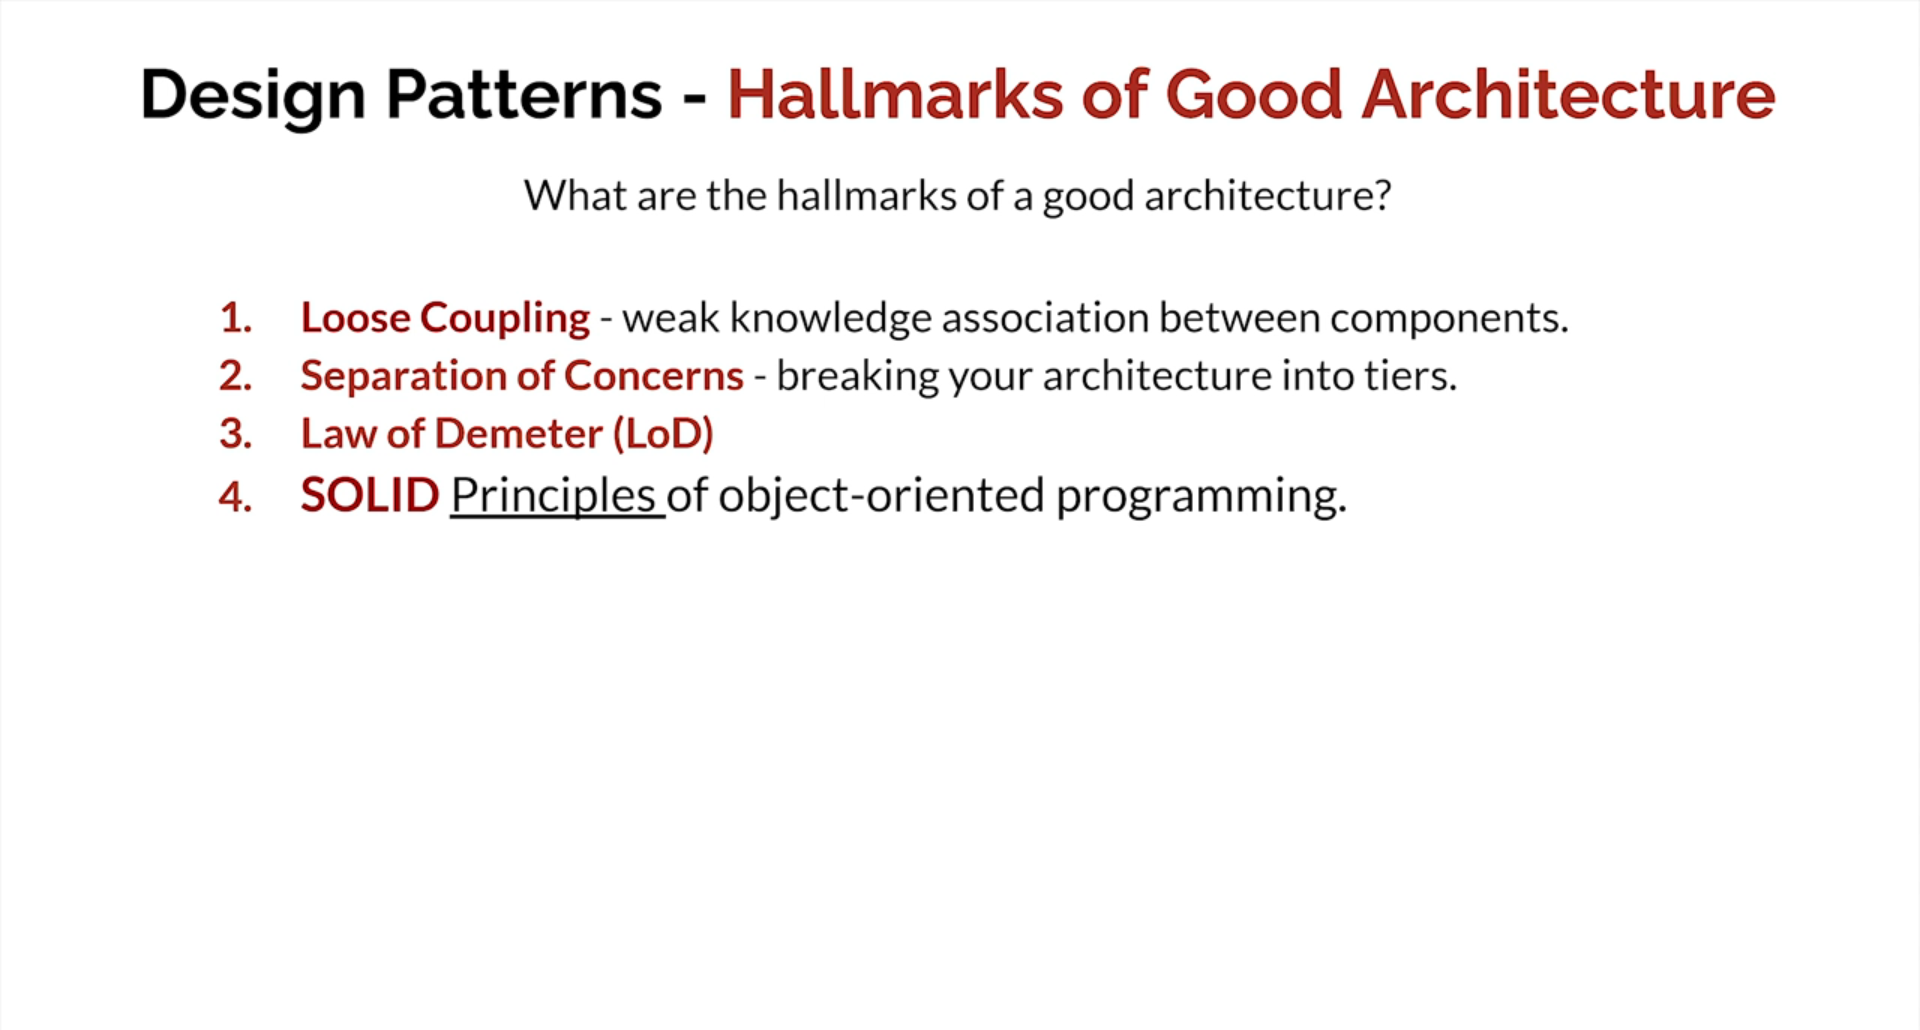 Design Patterns - Hallmarks of Good Architecture
What are the hallmarks of a good architecture?
1. Loose Coupling - weak knowledge association between components.
2. Separation of Concerns - breaking your architecture into tiers.
3. Law of Demeter (LoD)
4. SOLID Principles of object-oriented programming.